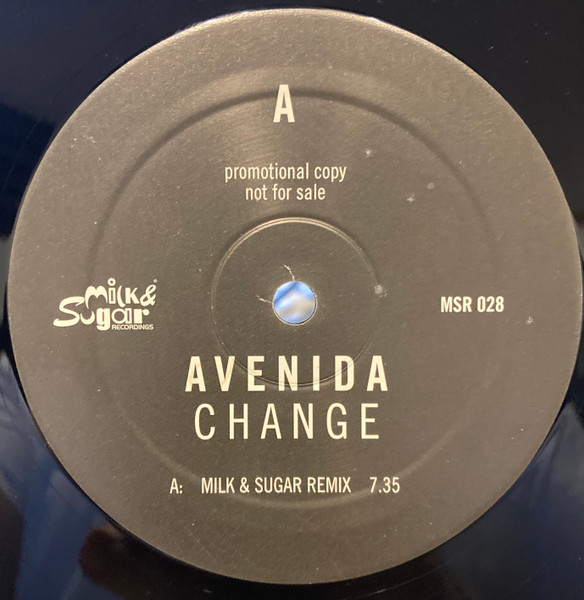 A
promotional copy
not for sale
Milk&
Sugar
RECORDINGS
MSR 028
AVENIDA
CHANGE
A: MILK & SUGAR REMIX 7.35